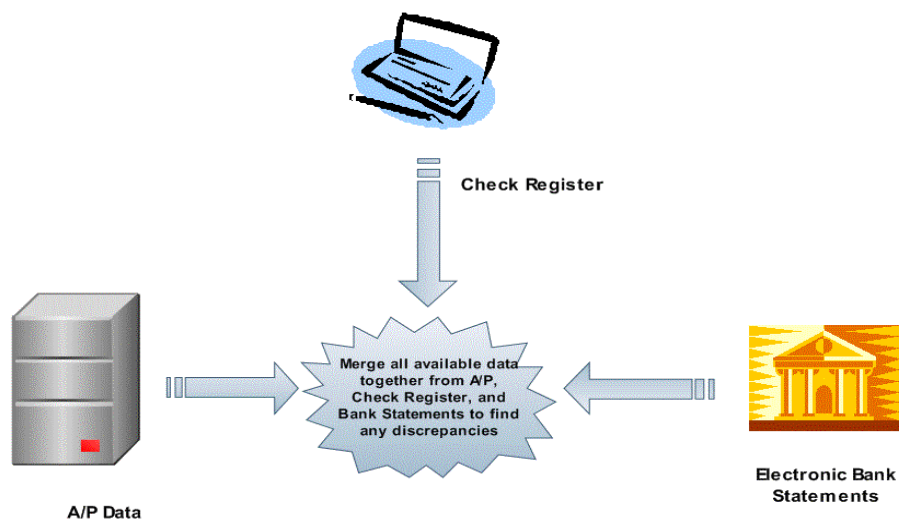 Check Register
Merge all available data
together from A/P,
Check Register, and
Bank Statements to find
any discrepancies
Electronic Bank
Statements
A/P Data